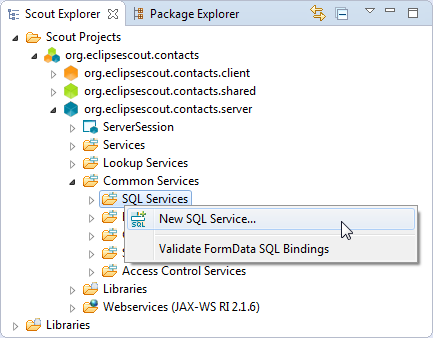 Scout Explorer Package Explorer
Scout Projects
org.eclipsescout.contacts
org.eclipsescout.contacts.client
org.eclipsescout.contacts.shared
org.eclipsescout.contacts.server
ServerSession
Services
Lookup Services
Common Services
SQL Services
New SQL Service...
Validate FormData SQL Bindings
Access Control Services
Libraries
Webservices (JAX-WS RI 2.1.6)
Libraries